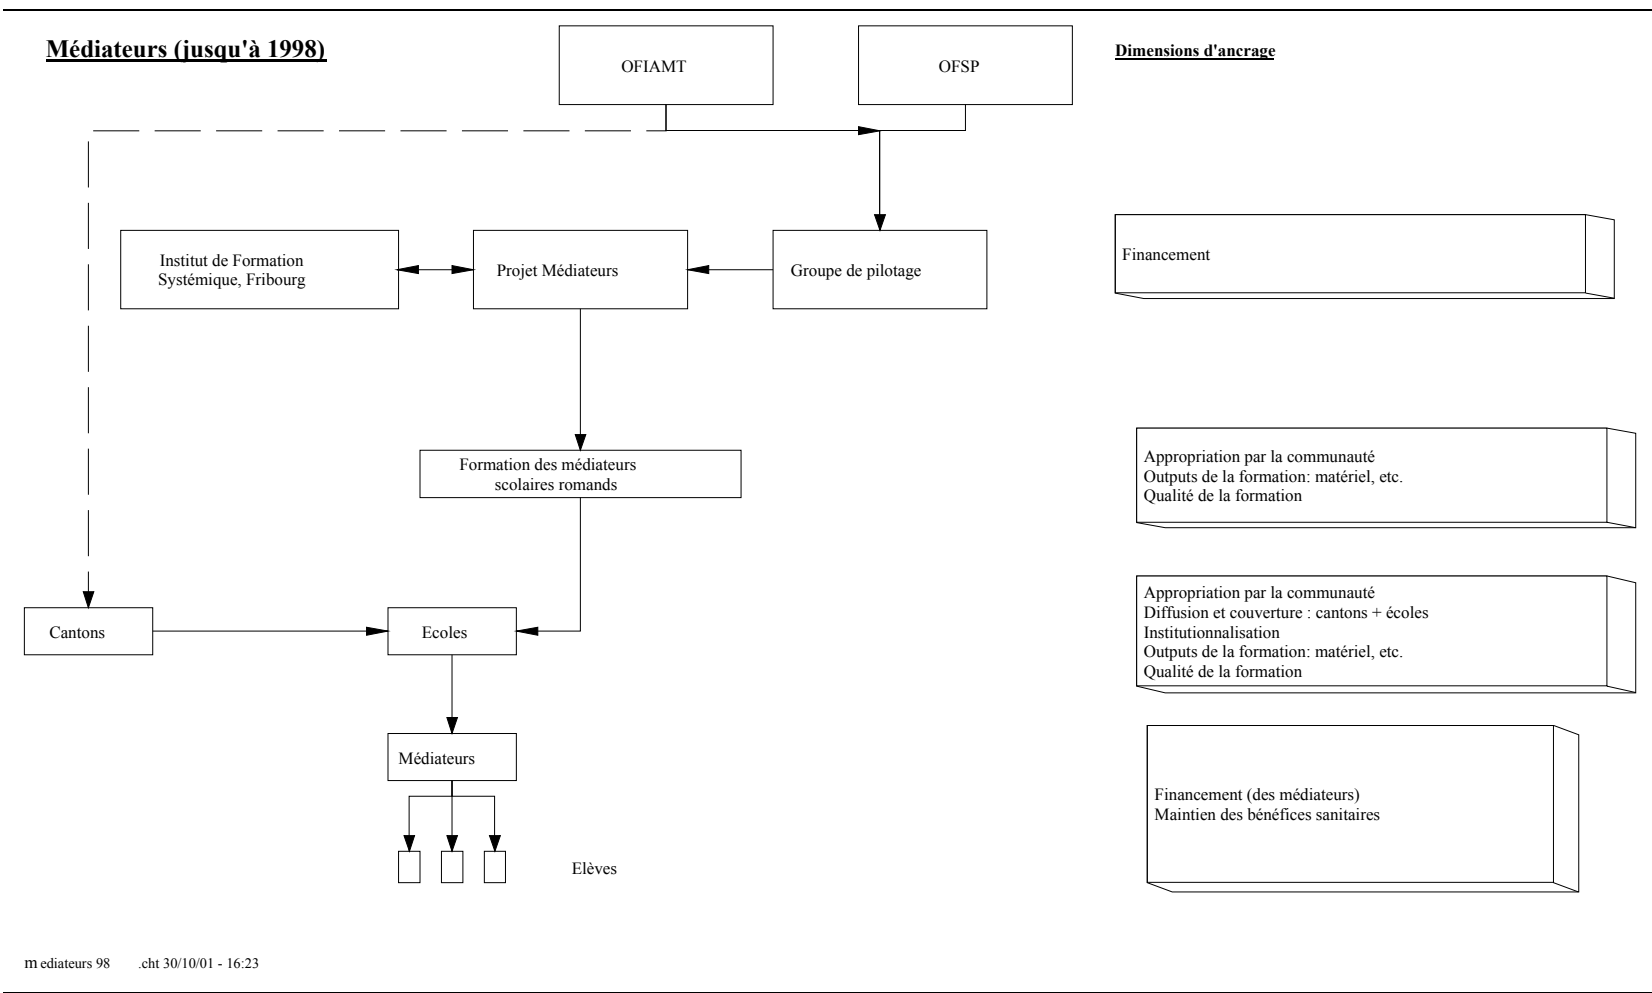 Médiateurs (jusqu'à 1998)
OFIAMT
OFSP
Dimensions d'ancrage
Institut de Formation
Systémique, Fribourg
Projet Médiateurs
Groupe de pilotage
Financement
Formation des médiateurs
scolaires romands
Appropriation par la communauté
Outputs de la formation: matériel, etc.
Qualité de la formation
Cantons
Ecoles
Appropriation par la communauté
Diffusion et couverture : cantons + écoles
Institutionnalisation
Outputs de la formation: matériel, etc.
Qualité de la formation
Médiateurs
Financement (des médiateurs)
Maintien des bénéfices sanitaires
Elèves
m ediateurs 98 .cht 30/10/01 - 16:23